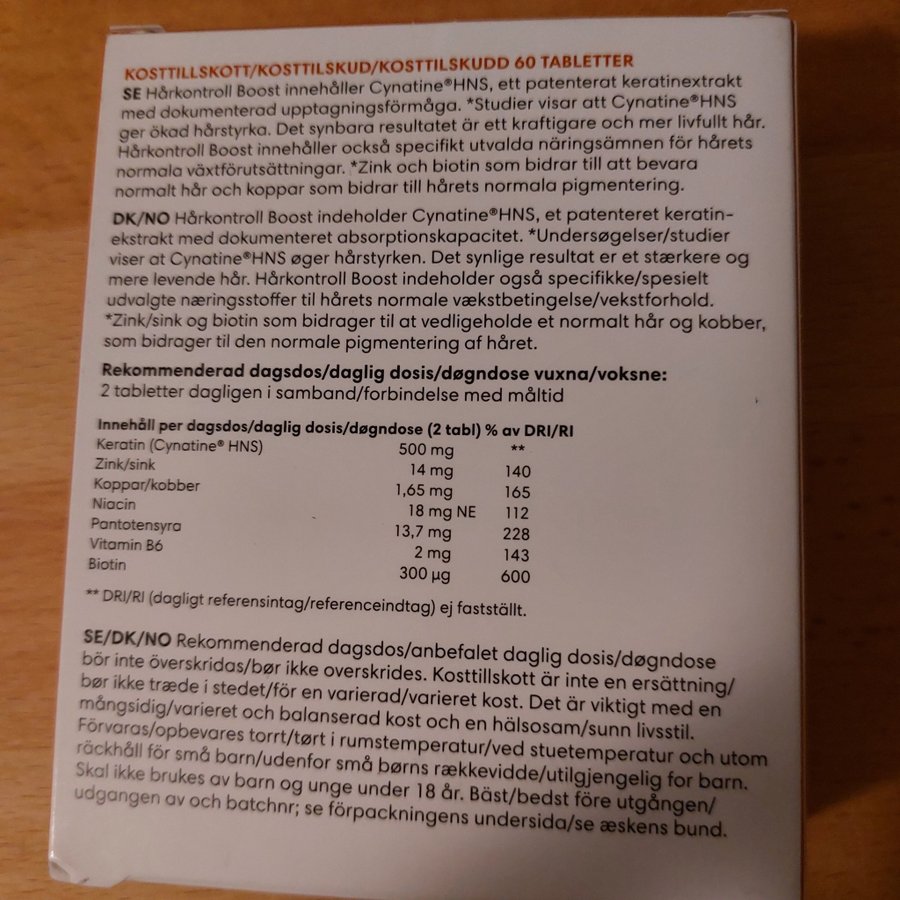 KOSTTILLSKOTT/KOSTTILSKUD/KOSTTILSKUDD 60 TABLETTER
SE Hårkontroll Boost innehåller Cynatine®HNS, ett patenterat keratinextrakt
med dokumenterad upptagningsförmåga. *Studier visar att Cynatine®HNS
ger ökad hårstyrka. Det synbara resultatet är ett kraftigare och mer livfullt hår.
Hårkontroll Boost innehåller också specifikt utvalda näringsämnen för hårets
normala växtförutsättningar. *Zink och biotin som bidrar till att bevara
normalt hår och koppar som bidrar till hårets normala pigmentering.
DK/NO Hårkontroll Boost indeholder Cynatine®HNS, et patenteret keratin-
ekstrakt med dokumenteret absorptionskapacitet. *Undersøgelser/studier
viser at Cynatine®HNS øger hårstyrken. Det synlige resultat er et stærkere og
mere levende hår. Hårkontroll Boost indeholder også specifikke/spesielt
udvalgte næringsstoffer til hårets normale vækstbetingelse/vekstforhold.
*Zink/sink og biotin som bidrager til at vedligeholde et normalt hår og kobber,
som bidrager til den normale pigmentering af håret.
Rekommenderad dagsdos/daglig dosis/døgndose vuxna/voksne:
2 tabletter dagligen i samband/forbindelse med måltid
Innehåll per dagsdos/daglig dosis/døgndose (2 tabl) % av DRI/RI
Keratin (Cynatine® HNS) 500 mg **
Zink/sink 14 mg 140
Koppar/kobber 1,65 mg 165
Niacin 18 mg NE 112
Pantotensyra 13,7 mg 228
Vitamin B6 2 mg 143
Biotin 300 µg 600
** DRI/RI (dagligt referensintag/referenceindtag) ej fastställt.
SE/DK/NO Rekommenderad dagsdos/anbefalet daglig dosis/døgndose
bör inte överskridas/bør ikke overskrides. Kosttillskott är inte en ersättning/
bør ikke træde i stedet/för en varierad/varieret kost. Det är viktigt med en
mångsidig/varieret och balanserad kost och en hälsosam/sunn livsstil.
Förvaras/opbevares torrt/tørt i rumstemperatur/ved stuetemperatur och utom
räckhåll för små barn/udenfor små børns rækkevidde/utilgjengelig for barn.
Skal ikke brukes av barn og unge under 18 år. Bäst/bedst före utgången/
udgangen av och batchnr; se förpackningens undersida/se æskens bund.